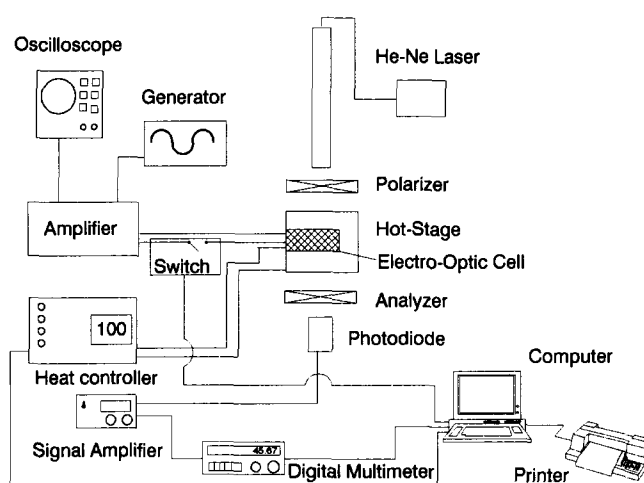 Oscilloscope
He-Ne Laser
Generator
Polarizer
Amplifier
Hot-Stage
Switch
Electro-Optic Cell
Analyzer
100
Photodiode
Heat controller
Computer
Signal Amplifier
45.67
Digital Multimeter
Printer